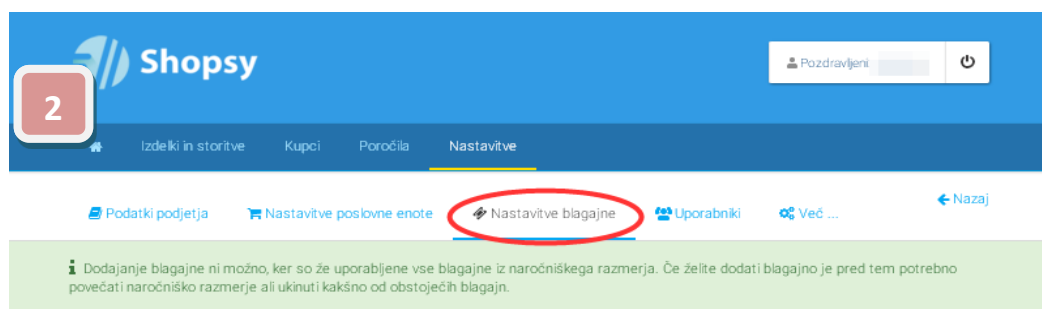 Shopsy
Pozdravljeni
2
Izdelki in storitve Kupci Poročila Nastavitve
Podatki podjetja Nastavitve poslovne enote Nastavitve blagajne Uporabniki Več ... Nazaj
Dodajanje blagajne ni možno, ker so že uporabljene vse blagajne iz naročniškega razmerja. Če želite dodati blagajno je pred tem potrebno
povečati naročniško razmerje ali ukinuti kakšno od obstoječih blagajn.